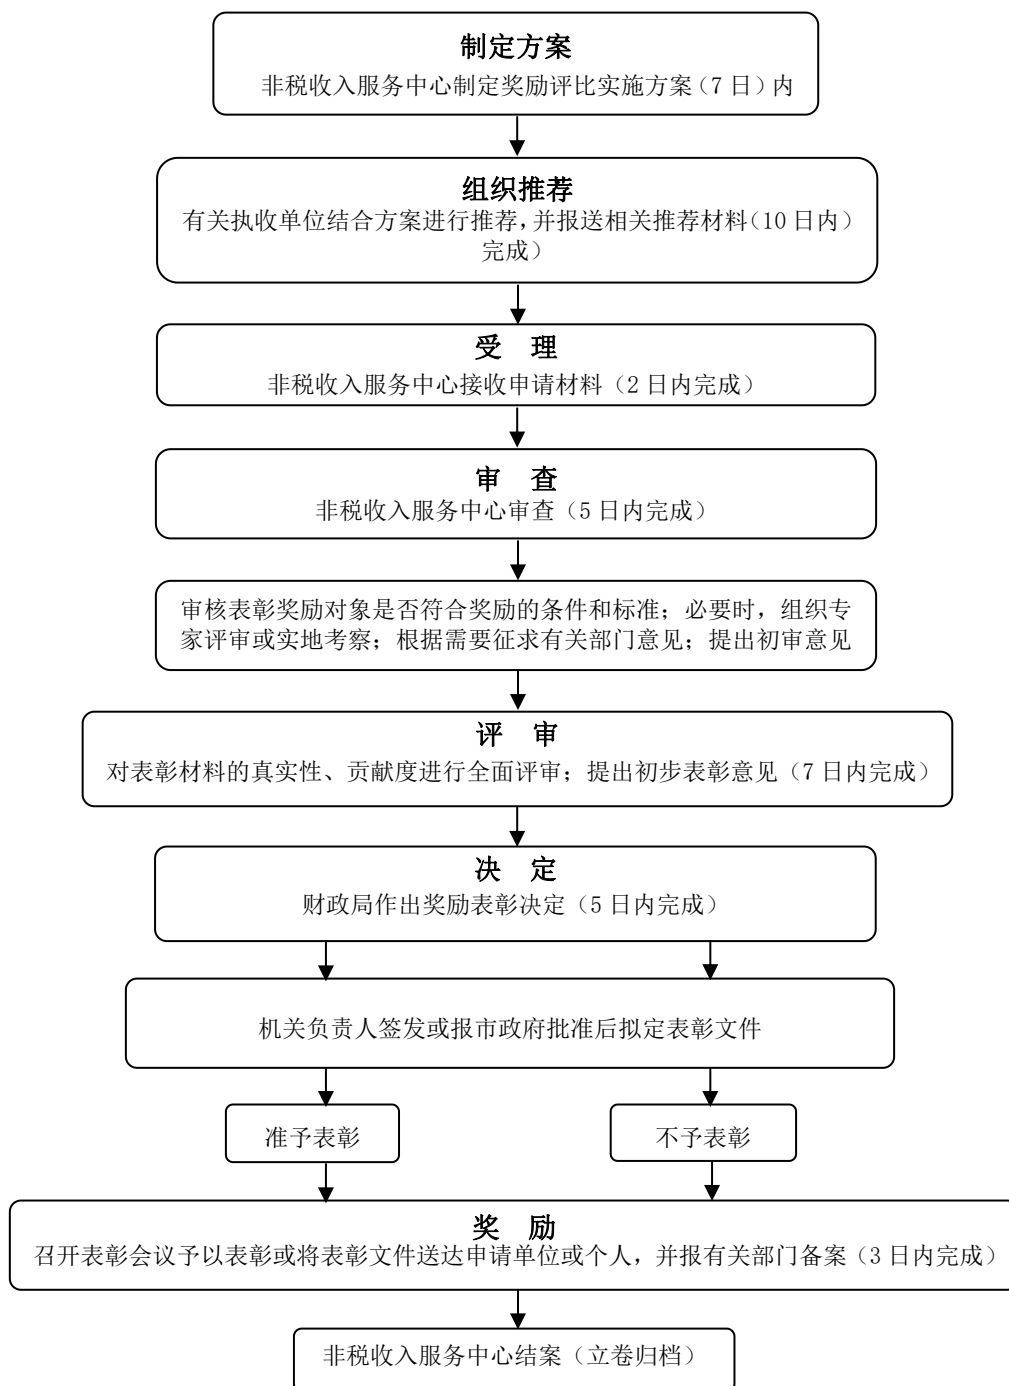 制定方案
非税收入服务中心制定奖励评比实施方案（7 日）内
组织推荐
有关执收单位结合方案进行推荐，并报送相关推荐材料（10 日内）
完成）
受 理
非税收入服务中心接收申请材料（2 日内完成）
审 查
非税收入服务中心审查（5 日内完成）
审核表彰奖励对象是否符合奖励的条件和标准；必要时，组织专
家评审或实地考察；根据需要征求有关部门意见；提出初审意见
评 审
对表彰材料的真实性、贡献度进行全面评审；提出初步表彰意见（7 日内完成）
决 定
财政局作出奖励表彰决定（5 日内完成）
机关负责人签发或报市政府批准后拟定表彰文件
准予表彰
不予表彰
奖 励
召开表彰会议予以表彰或将表彰文件送达申请单位或个人，并报有关部门备案（3 日内完成）
非税收入服务中心结案（立卷归档）